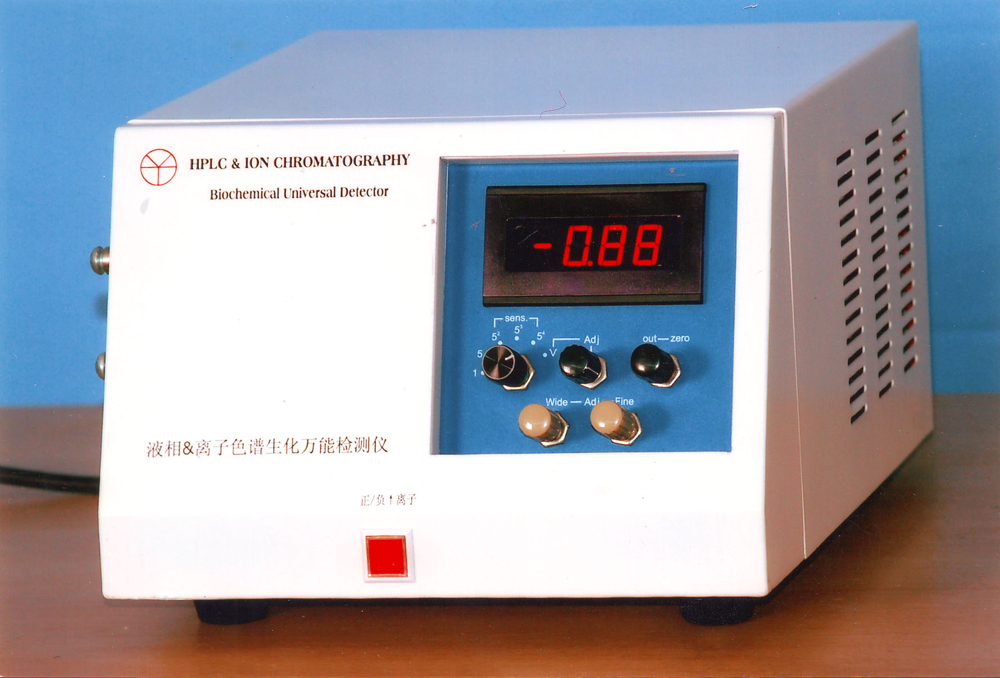 HPLC & ION CHROMATOGRAPHY
Biochemical Universal Detector
-0.88
sens.
5² 5³ 5⁴
5 V Adj out—zero
1
Wide — Adj — Fine
液相&离子色谱生化万能检测仪
正/负↑离子